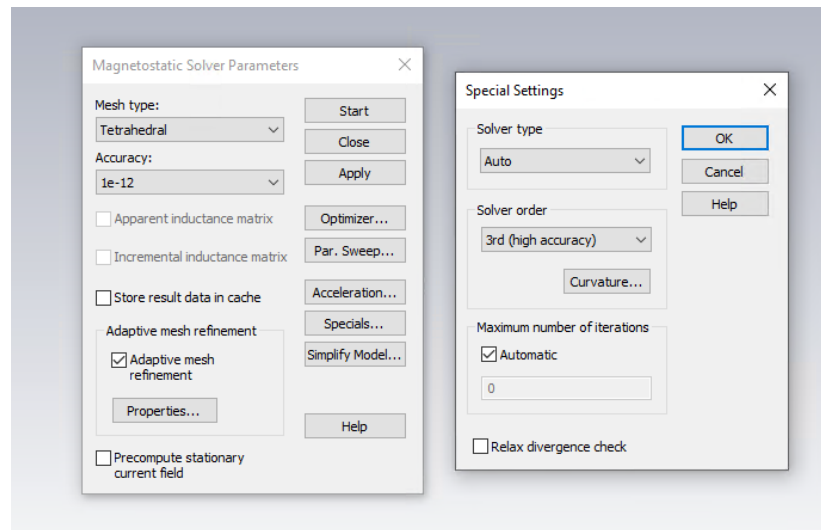 Magnetostatic Solver Parameters
Mesh type:
Tetrahedral
Accuracy:
1e-12
Apparent inductance matrix
Incremental inductance matrix
Store result data in cache
Adaptive mesh refinement
Adaptive mesh
refinement
Properties...
Precompute stationary
current field
Start
Close
Apply
Optimizer...
Par. Sweep...
Acceleration...
Specials...
Simplify Model...
Help
Special Settings
Solver type
Auto
Solver order
3rd (high accuracy)
Curvature...
Maximum number of iterations
Automatic
0
Relax divergence check
OK
Cancel
Help